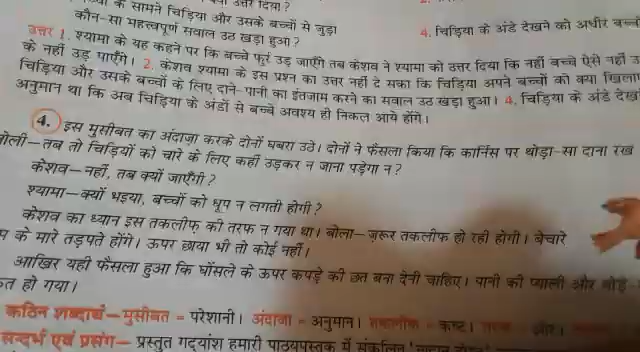 के सामने चिड़िया और उसके बच्चों से जुड़ा
कौन-सा महत्त्वपूर्ण सवाल उठ खड़ा हुआ ?
4. चिड़िया के अंडे देखने को अधीर
उत्तर 1. श्यामा के यह कहने पर कि बच्चे फुर्र उड़ जाएँगे तब केशव ने श्यामा को उत्तर दिया कि नहीं बच्चे ऐसे नहीं
के नहीं उड़ पाएँगे। 2. केशव श्यामा के इस प्रश्न का उत्तर नहीं दे सका कि चिड़िया अपने बच्चों को क्या
चिड़िया और उसके बच्चों के लिए दाने-पानी का इंतजाम करने का सवाल उठ खड़ा हुआ। 4. चिड़िया के अंडे
अनुमान था कि अब चिड़िया के अंडों से बच्चे अवश्य ही निकल आये होंगे।
4. इस मुसीबत का अंदाज़ा करके दोनों घबरा उठे। दोनों ने फैसला किया कि कार्निस पर थोड़ा-सा दाना रख
बोली—तब तो चिड़ियों को चारे के लिए कहीं उड़कर न जाना पड़ेगा न ?
केशव—नहीं, तब क्यों जाएँगी ?
श्यामा—क्यों भइया, बच्चों को धूप न लगती होगी ?
केशव का ध्यान इस तकलीफ़ की तरफ न गया था। बोला—ज़रूर तकलीफ हो रही होगी। बेचारे
के मारे तड़पते होंगे। ऊपर छाया भी तो कोई नहीं।
आखिर यही फैसला हुआ कि घोंसले के ऊपर कपड़े की छत बना देनी चाहिए। पानी की प्याली और थोड़े
हो गया।
कठिन शब्दार्थ—मुसीबत = परेशानी। अंदाजा = अनुमान। तकलीफ = कष्ट।
सन्दर्भ एवं प्रसंग— प्रस्तुत गद्यांश हमारी पाठ्यपुस्तक में संकलित